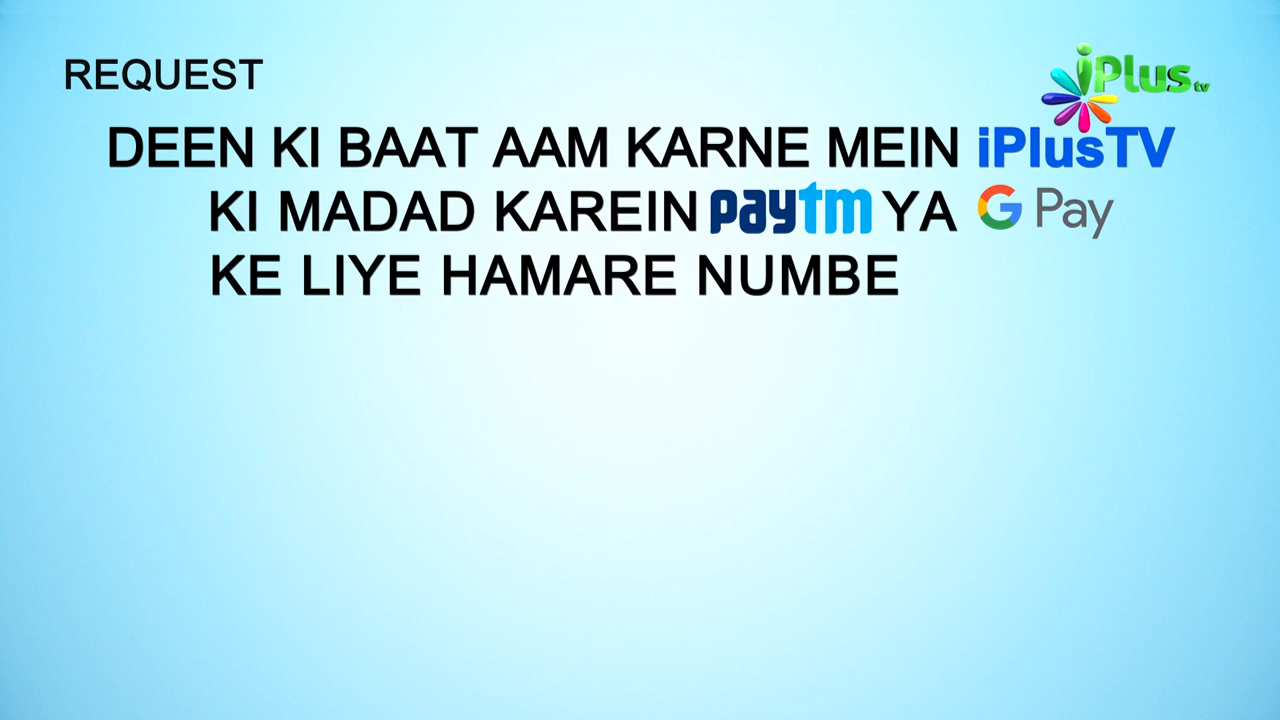 REQUEST
iPlus tv
DEEN KI BAAT AAM KARNE MEIN iPlusTV
KI MADAD KAREIN paytm YA G Pay
KE LIYE HAMARE NUMBE